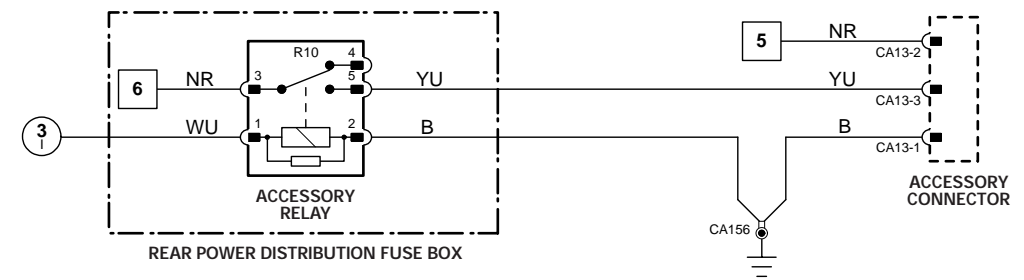 R10
4
3
5
1
2
6
NR
YU
3
I
WU
B
ACCESSORY
RELAY
REAR POWER DISTRIBUTION FUSE BOX
5
NR
CA13-2
YU
CA13-3
B
CA13-1
CA156
ACCESSORY
CONNECTOR